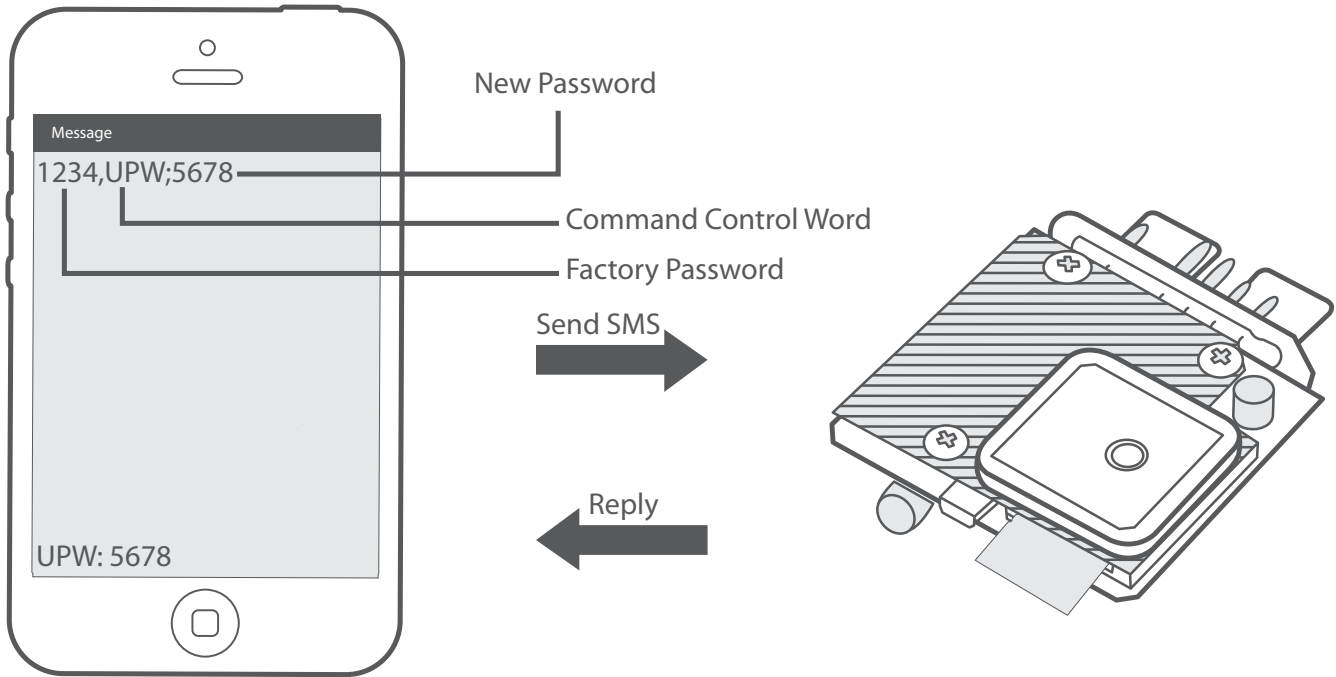 New Password
Message
1234,UPW;5678
Command Control Word
Factory Password
Send SMS
Reply
UPW: 5678